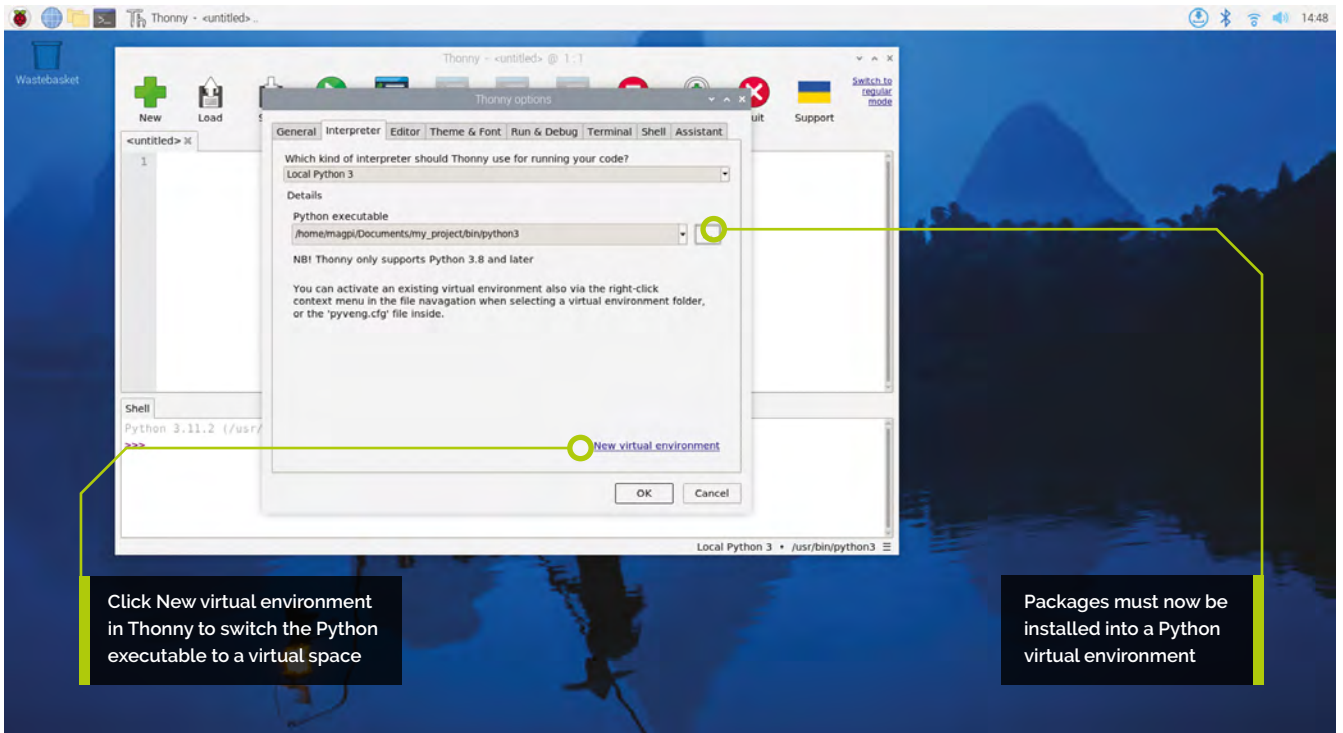 Thonny - <untitled>..
14:48
Wastebasket
Thonny - <untitled> @ 1:1
Switch to
regular
mode
New
Load
uit
Support
<untitled>
1
Thonny options
General Interpreter Editor Theme & Font Run & Debug Terminal Shell Assistant
Which kind of interpreter should Thonny use for running your code?
Local Python 3
Details
Python executable
/home/magpi/Documents/my_project/bin/python3
NB! Thonny only supports Python 3.8 and later
You can activate an existing virtual environment also via the right-click
context menu in the file navagation when selecting a virtual environment folder,
or the 'pyveng.cfg' file inside.
New virtual environment
OK
Cancel
Shell
Python 3.11.2 (/usr/
>>>
Local Python 3 • /usr/bin/python3
Click New virtual environment
in Thonny to switch the Python
executable to a virtual space
Packages must now be
installed into a Python
virtual environment